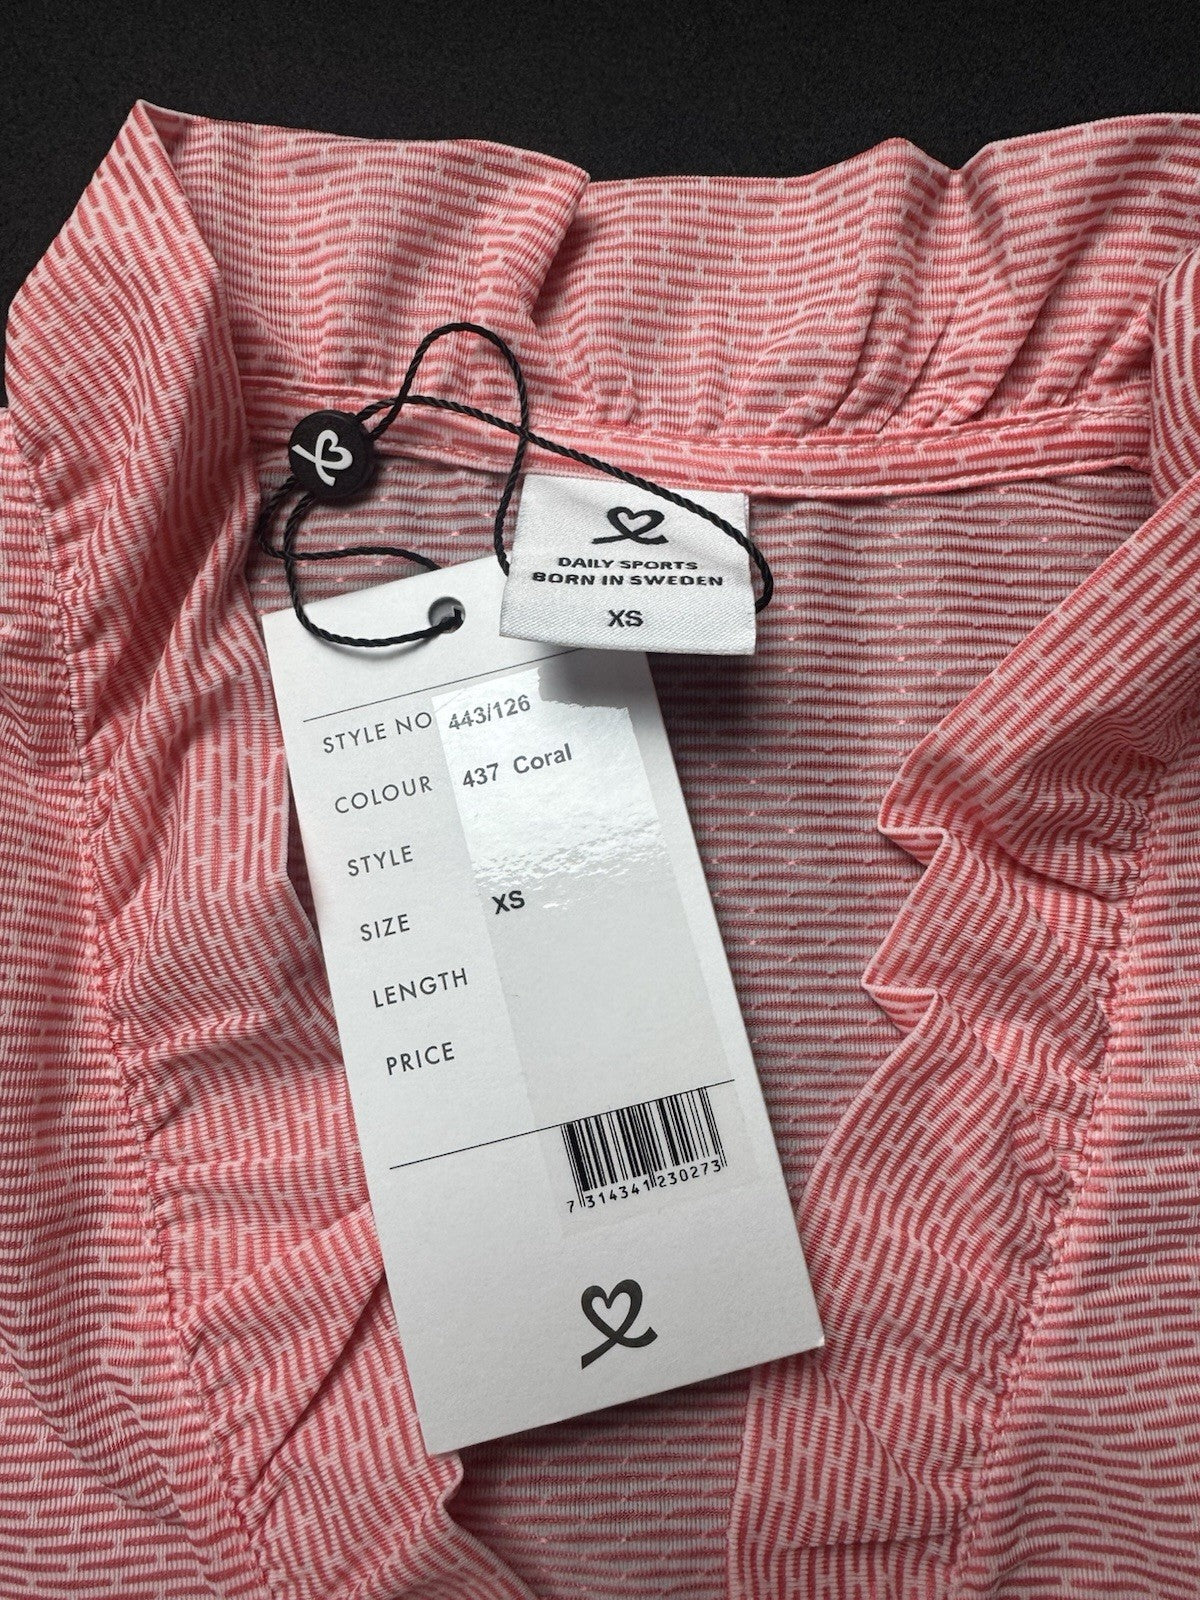 DAILY SPORTS
BORN IN SWEDEN
XS
STYLE NO 443/126
COLOUR 437 Coral
STYLE
SIZE XS
LENGTH
PRICE
7 314341 230273